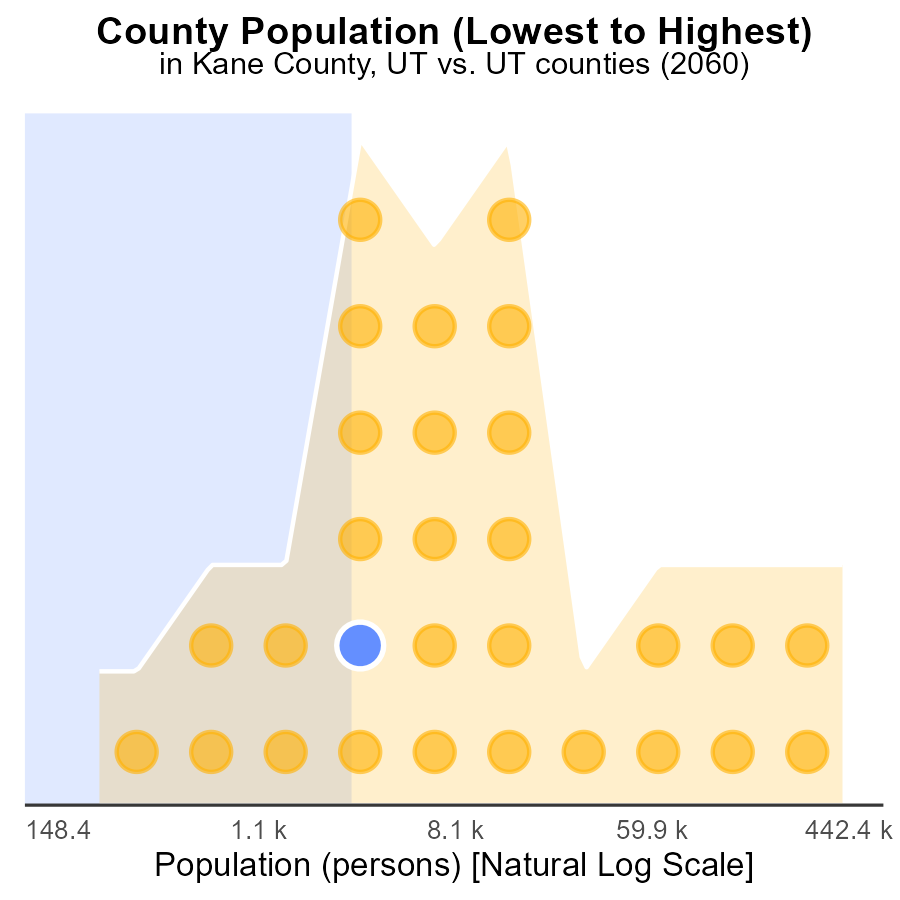 County Population (Lowest to Highest)
in Kane County, UT vs. UT counties (2060)
148.4 1.1 k 8.1 k 59.9 k 442.4 k
Population (persons) [Natural Log Scale]